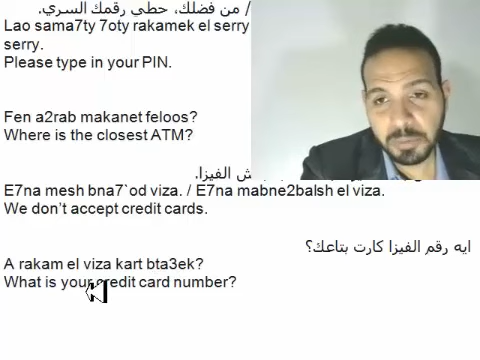 / من فضلك، حطي رقمك السري.
Lao sama7ty 7oty rakamek el serry
serry.
Please type in your PIN.
Fen a2rab makanet feloos?
Where is the closest ATM?
الفيزا.
E7na mesh bna7`od viza. / E7na mabne2balsh el viza.
We don’t accept credit cards.
ايه رقم الفيزا كارت بتاعك؟
A rakam el viza kart bta3ek?
What is your credit card number?